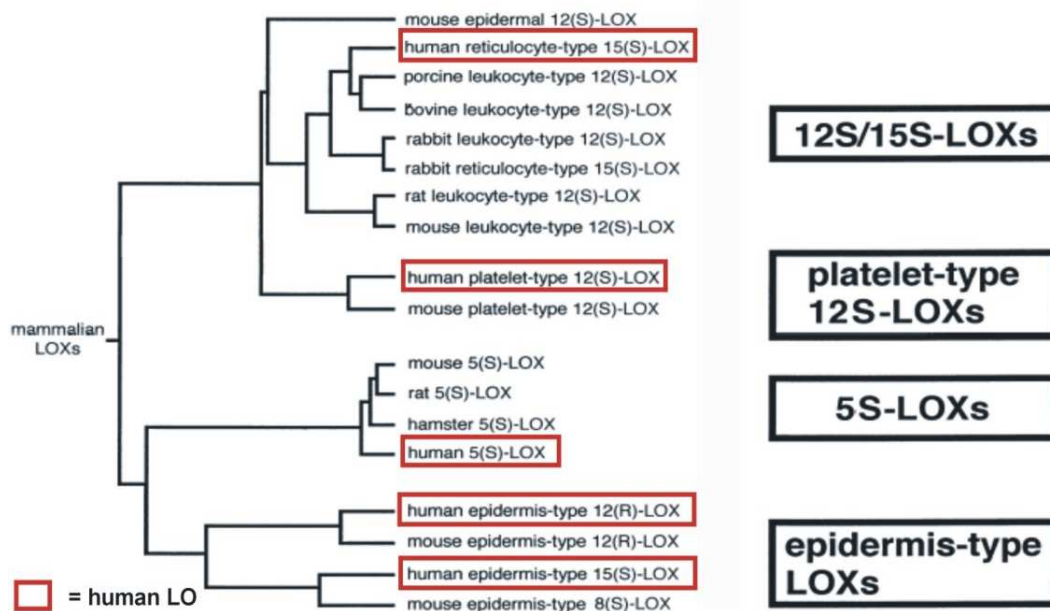 mouse epidermal 12(S)-LOX
human reticulocyte-type 15(S)-LOX
porcine leukocyte-type 12(S)-LOX
bovine leukocyte-type 12(S)-LOX
rabbit leukocyte-type 12(S)-LOX
rabbit reticulocyte-type 15(S)-LOX
rat leukocyte-type 12(S)-LOX
mouse leukocyte-type 12(S)-LOX
12S/15S-LOXs
human platelet-type 12(S)-LOX
mouse platelet-type 12(S)-LOX
platelet-type
12S-LOXs
mammalian
LOXs
mouse 5(S)-LOX
rat 5(S)-LOX
hamster 5(S)-LOX
human 5(S)-LOX
5S-LOXs
human epidermis-type 12(R)-LOX
mouse epidermis-type 12(R)-LOX
human epidermis-type 15(S)-LOX
mouse epidermis-type 8(S)-LOX
epidermis-type
LOXs
= human LO